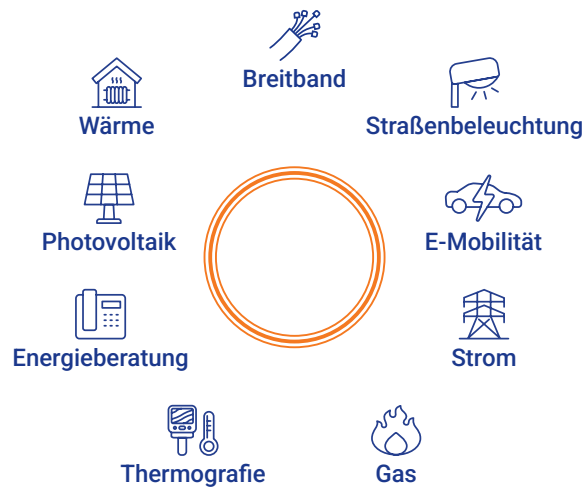 Breitband
Wärme
Straßenbeleuchtung
Photovoltaik
E-Mobilität
Energieberatung
Strom
Thermografie
Gas